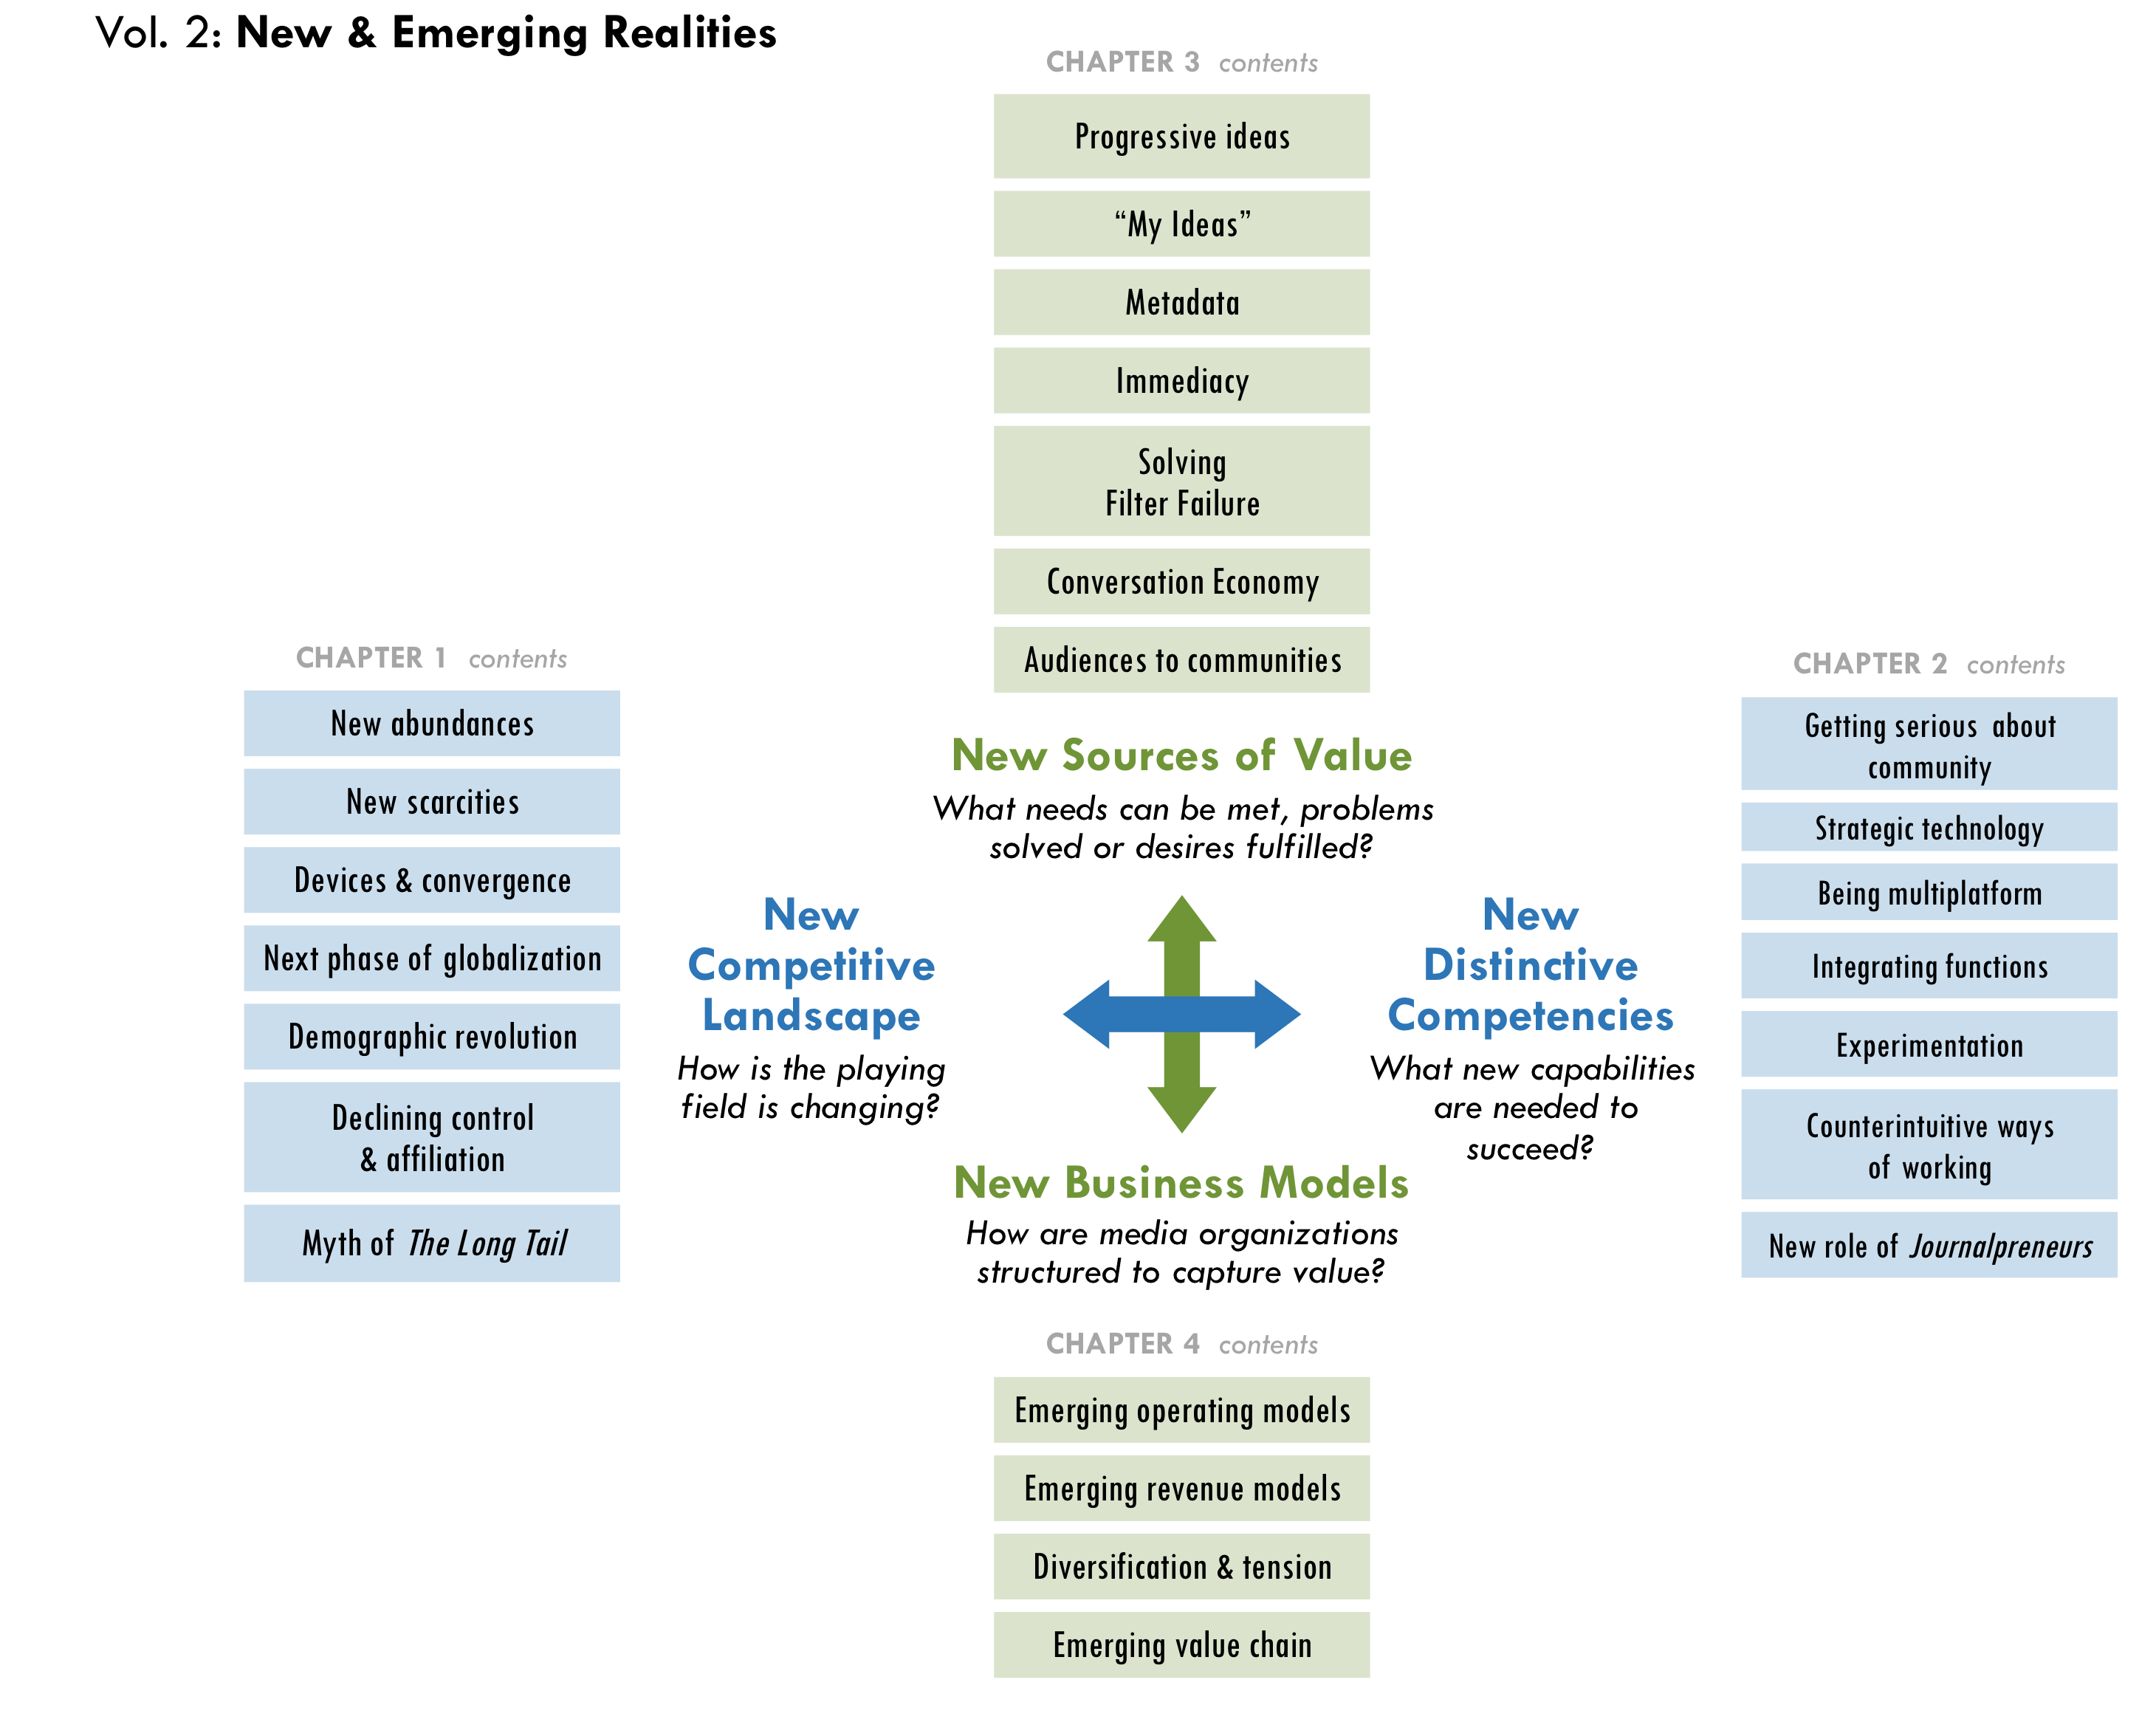 Vol. 2: New & Emerging Realities
CHAPTER 3 contents
Progressive ideas
“My Ideas”
Metadata
Immediacy
Solving
Filter Failure
Conversation Economy
Audiences to communities
New Sources of Value
What needs can be met, problems
solved or desires fulfilled?
CHAPTER 1 contents
New abundances
New scarcities
Devices & convergence
Next phase of globalization
Demographic revolution
Declining control
& affiliation
Myth of The Long Tail
New
Competitive
Landscape
How is the playing
field is changing?
New
Distinctive
Competencies
What new capabilities
are needed to
succeed?
CHAPTER 2 contents
Getting serious about
community
Strategic technology
Being multiplatform
Integrating functions
Experimentation
Counterintuitive ways
of working
New role of Journalpreneurs
New Business Models
How are media organizations
structured to capture value?
CHAPTER 4 contents
Emerging operating models
Emerging revenue models
Diversification & tension
Emerging value chain